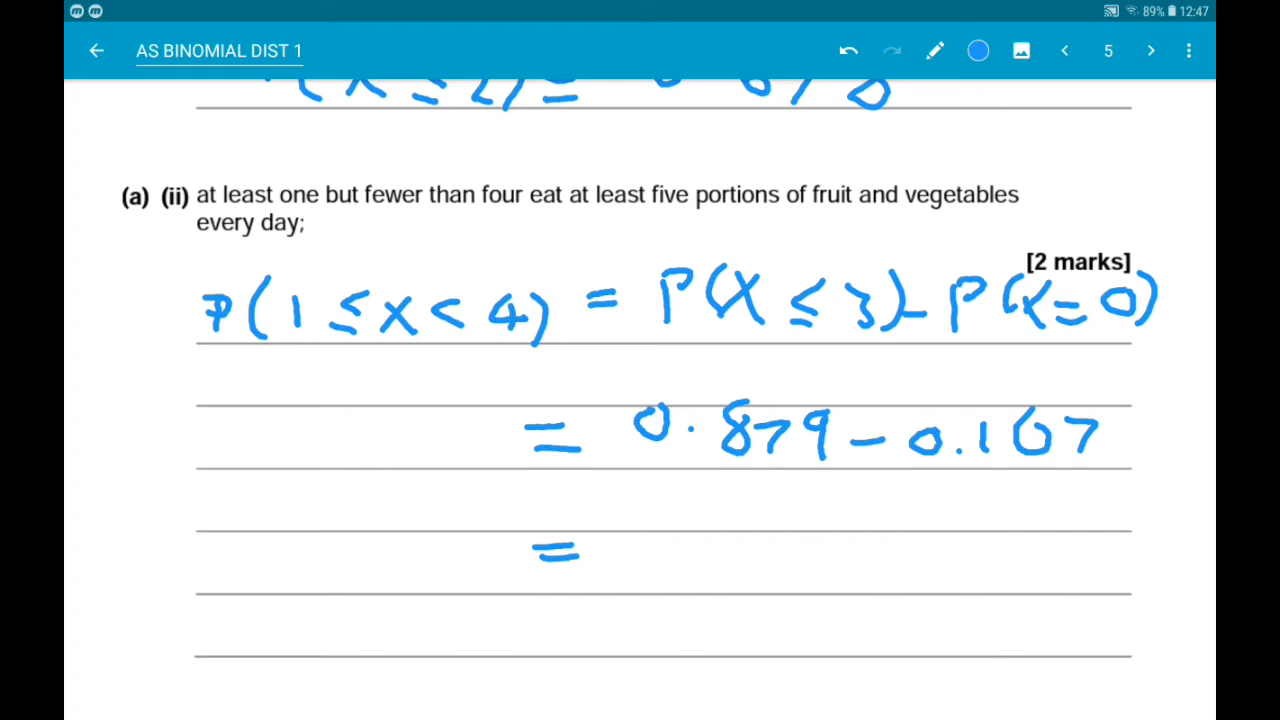 89% 12:47
AS BINOMIAL DIST 1
5
(a) (ii) at least one but fewer than four eat at least five portions of fruit and vegetables
every day;
[2 marks]
P(1 ≤ X < 4) = P(X ≤ 3) - P(X = 0)
= 0.879 - 0.107
=